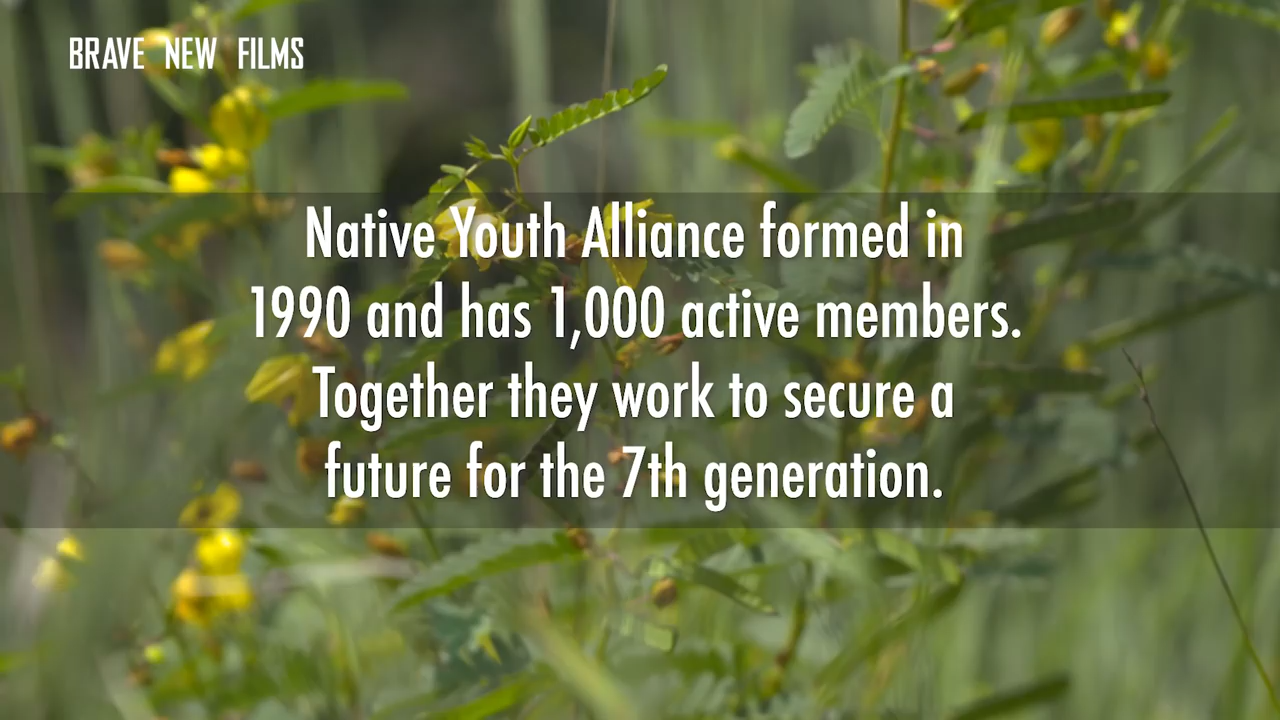 BRAVE NEW FILMS
Native Youth Alliance formed in
1990 and has 1,000 active members.
Together they work to secure a
future for the 7th generation.